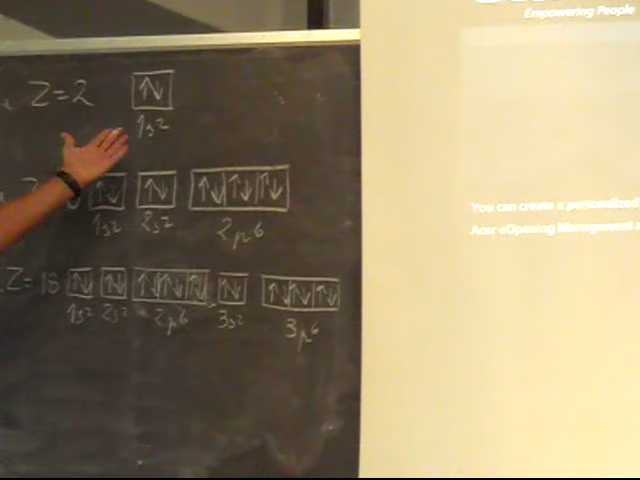 Z=2 ↑↓
1s²
↑↓ ↑↓ ↑↓ ↑↓ ↑↓
1s² 2s² 2p⁶
Z=18 ↑↓ ↑↓ ↑↓ ↑↓ ↑↓ ↑↓ ↑↓ ↑↓ ↑↓
1s² 2s² 2p⁶ 3s² 3p⁶
Empowering People
You can create a personalized
Acer eOpening Management